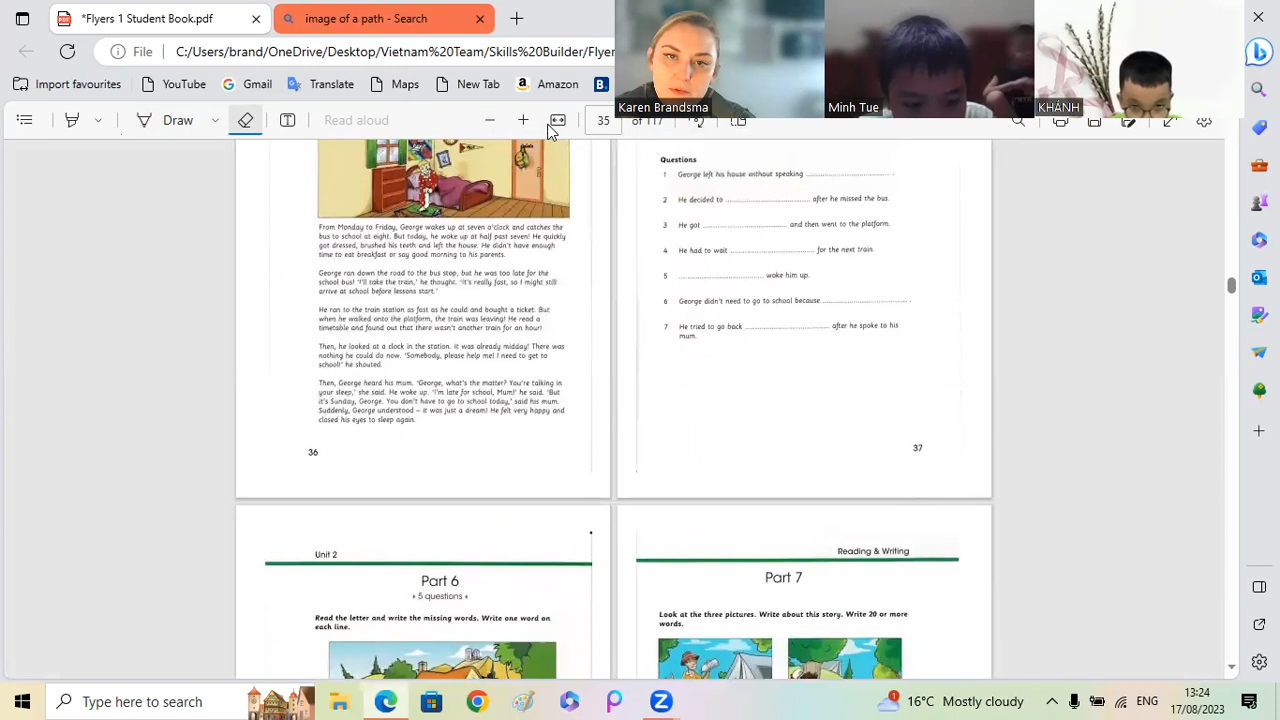 *Flyers 1 Student Book.pdf
image of a path - Search
File
C:/Users/brand/OneDrive/Desktop/Vietnam%20Team/Skills%20Builder/Flyer
Import favourites
YouTube
Gmail
Translate
Maps
New Tab
Amazon
Karen Brandsma
Minh Tue
KHÁNH
Draw
Read aloud
35
of 117
From Monday to Friday, George wakes up at seven o'clock and catches the
bus to school at eight. But today, he woke up at half past seven! He quickly
got dressed, brushed his teeth and left the house. He didn't have enough
time to eat breakfast or say good morning to his parents.
George ran down the road to the bus stop, but he was too late for the
school bus! 'I'll take the train,' he thought. 'It's really fast, so I might still
arrive at school before lessons start.'
He ran to the train station as fast as he could and bought a ticket. But
when he walked onto the platform, the train was leaving! He read a
timetable and found out that there wasn't another train for an hour!
Then, he looked at a clock in the station. It was already midday! There was
nothing he could do now. 'Somebody, please help me! I need to get to
school!' he shouted.
Then, George heard his mum. 'George, what's the matter? You're talking in
your sleep,' she said. He woke up. 'I'm late for school, Mum!' he said. 'But
it's Sunday, George. You don't have to go to school today,' said his mum.
Suddenly, George understood – it was just a dream! He felt very happy and
closed his eyes to sleep again.
36
Questions
1 George left his house without speaking ............................ .
2 He decided to ............................ after he missed the bus.
3 He got ............................ and then went to the platform.
4 He had to wait ............................ for the next train.
5 ............................ woke him up.
6 George didn't need to go to school because ............................ .
7 He tried to go back ............................ after he spoke to his
mum.
37
Unit 2
Part 6
5 questions
Read the letter and write the missing words. Write one word on
each line.
Reading & Writing
Part 7
Look at the three pictures. Write about this story. Write 20 or more
words.
Type here to search
1
16°C Mostly cloudy
ENG
13:24
17/08/2023